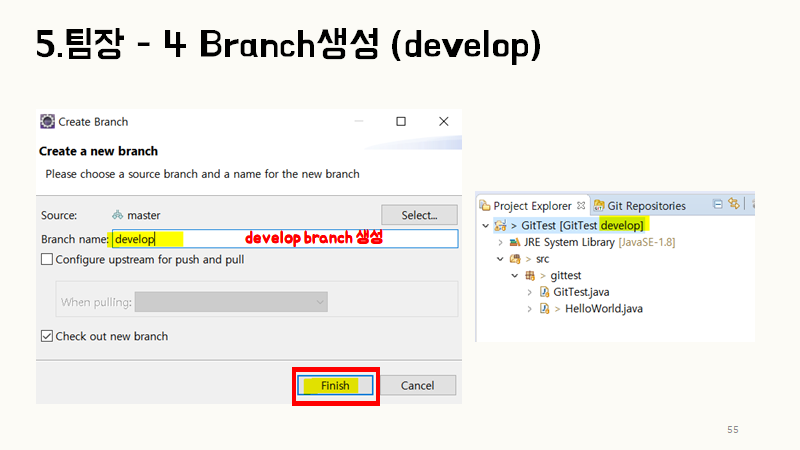 5.팀장 - 4 Branch생성 (develop)
Create Branch
Create a new branch
Please choose a source branch and a name for the new branch
Source: master Select...
Branch name: develop develop branch 생성
Configure upstream for push and pull
When pulling:
Check out new branch
Finish Cancel
Project Explorer Git Repositories
> GitTest [GitTest develop]
JRE System Library [JavaSE-1.8]
> src
> gittest
GitTest.java
> HelloWorld.java
55